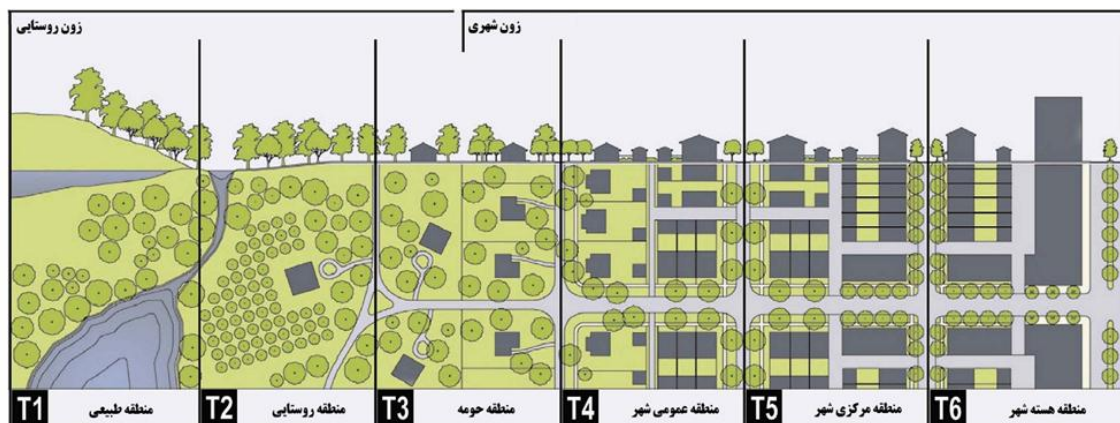 زون روستایی
زون شهری
T1 منطقه طبیعی
T2 منطقه روستایی
T3 منطقه حومه
T4 منطقه عمومی شهر
T5 منطقه مرکزی شهر
T6 منطقه هسته شهر